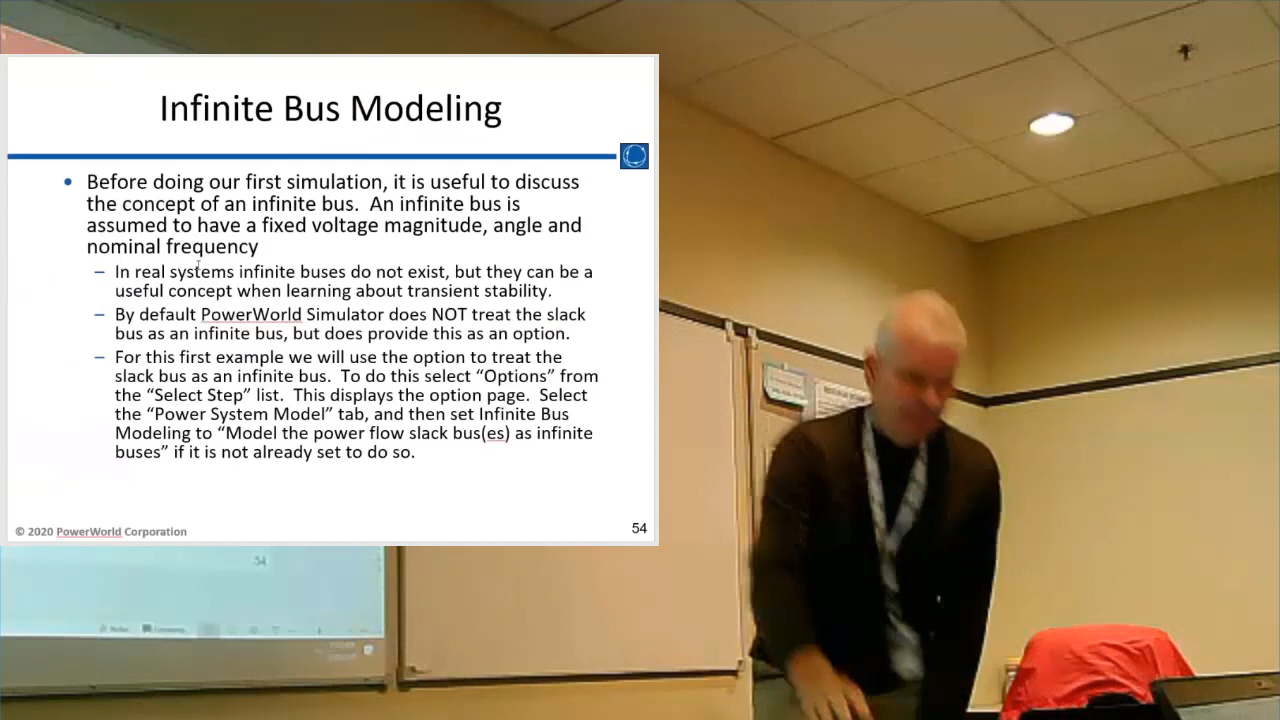 Infinite Bus Modeling
• Before doing our first simulation, it is useful to discuss
the concept of an infinite bus.  An infinite bus is
assumed to have a fixed voltage magnitude, angle and
nominal frequency
– In real systems infinite buses do not exist, but they can be a
useful concept when learning about transient stability.
– By default PowerWorld Simulator does NOT treat the slack
bus as an infinite bus, but does provide this as an option.
– For this first example we will use the option to treat the
slack bus as an infinite bus.  To do this select “Options” from
the “Select Step” list.  This displays the option page.  Select
the “Power System Model” tab, and then set Infinite Bus
Modeling to “Model the power flow slack bus(es) as infinite
buses” if it is not already set to do so.
© 2020 PowerWorld Corporation
54
54